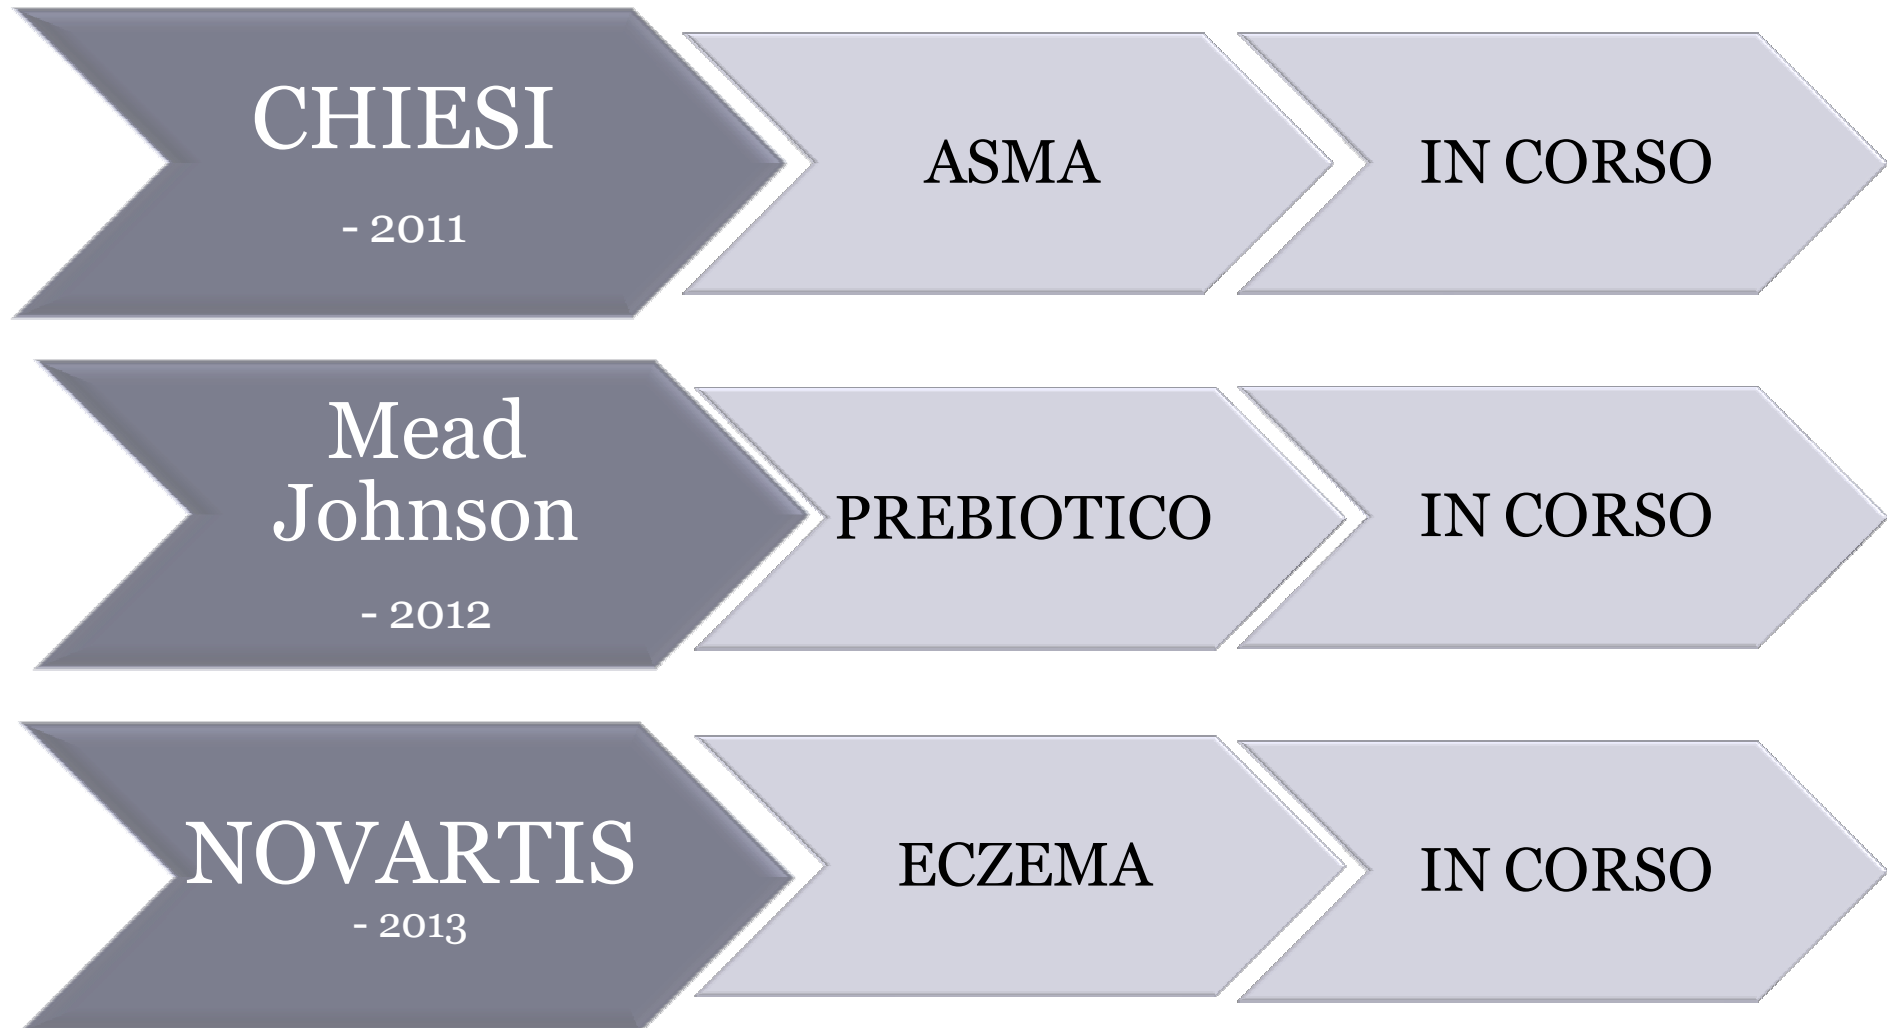 CHIESI
- 2011
ASMA
IN CORSO
Mead
Johnson
- 2012
PREBIOTICO
IN CORSO
NOVARTIS
- 2013
ECZEMA
IN CORSO